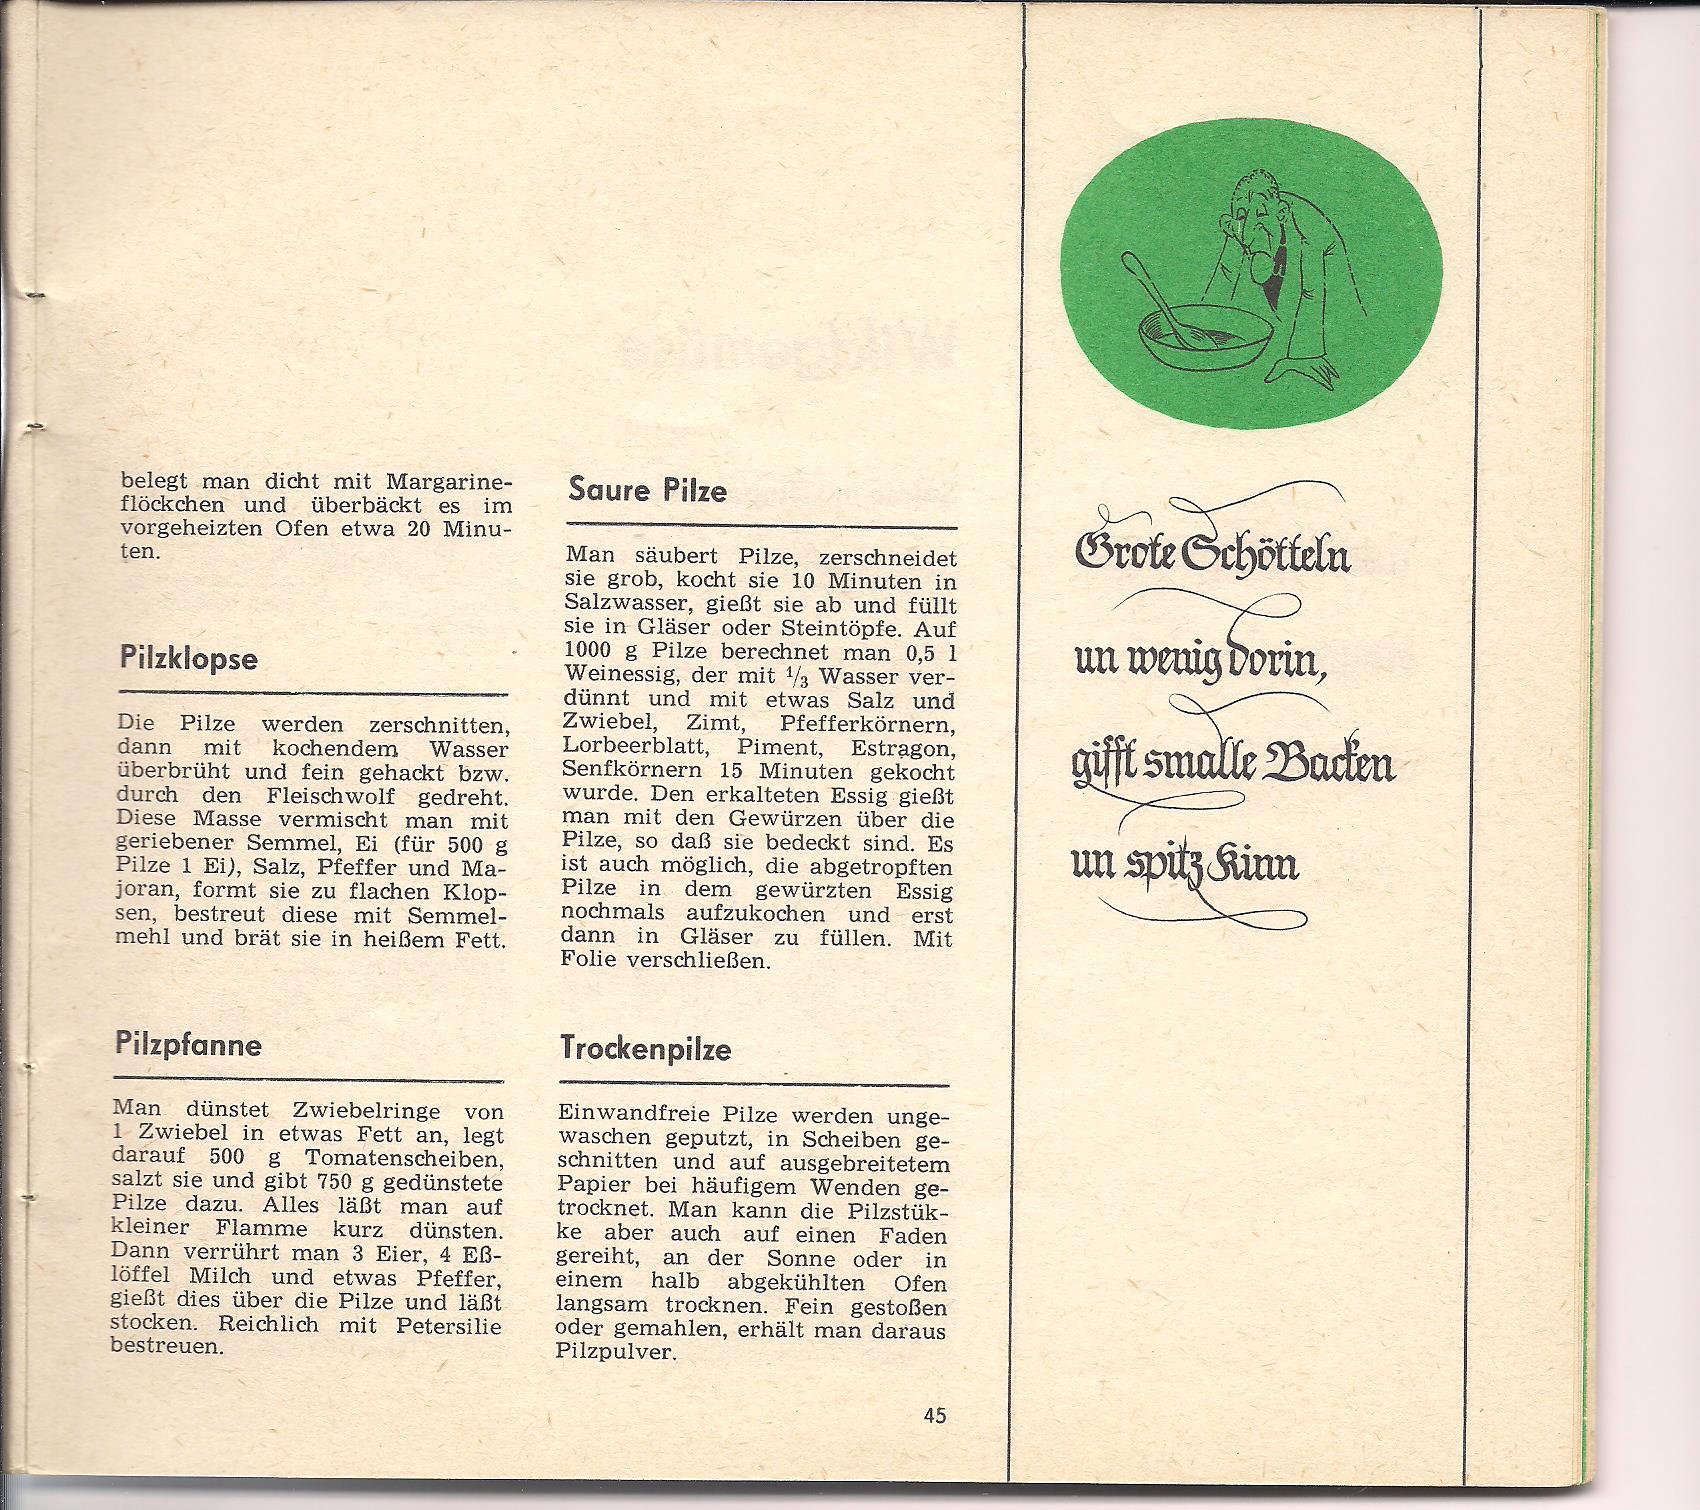 belegt man dicht mit Margarine-
flöckchen und überbäckt es im
vorgeheizten Ofen etwa 20 Minu-
ten.
Pilzklopse
Die Pilze werden zerschnitten,
dann mit kochendem Wasser
überbrüht und fein gehackt bzw.
durch den Fleischwolf gedreht.
Diese Masse vermischt man mit
geriebener Semmel, Ei (für 500 g
Pilze 1 Ei), Salz, Pfeffer und Ma-
joran, formt sie zu flachen Klop-
sen, bestreut diese mit Semmel-
mehl und brät sie in heißem Fett.
Pilzpfanne
Man dünstet Zwiebelringe von
1 Zwiebel in etwas Fett an, legt
darauf 500 g Tomatenscheiben,
salzt sie und gibt 750 g gedünstete
Pilze dazu. Alles läßt man auf
kleiner Flamme kurz dünsten.
Dann verrührt man 3 Eier, 4 Eß-
löffel Milch und etwas Pfeffer,
gießt dies über die Pilze und läßt
stocken. Reichlich mit Petersilie
bestreuen.
Saure Pilze
Man säubert Pilze, zerschneidet
sie grob, kocht sie 10 Minuten in
Salzwasser, gießt sie ab und füllt
sie in Gläser oder Steintöpfe. Auf
1000 g Pilze berechnet man 0,5 l
Weinessig, der mit 1/3 Wasser ver-
dünnt und mit etwas Salz und
Zwiebel, Zimt, Pfefferkörnern,
Lorbeerblatt, Piment, Estragon,
Senfkörnern 15 Minuten gekocht
wurde. Den erkalteten Essig gießt
man mit den Gewürzen über die
Pilze, so daß sie bedeckt sind. Es
ist auch möglich, die abgetropften
Pilze in dem gewürzten Essig
nochmals aufzukochen und erst
dann in Gläser zu füllen. Mit
Folie verschließen.
Trockenpilze
Einwandfreie Pilze werden unge-
waschen geputzt, in Scheiben ge-
schnitten und auf ausgebreitetem
Papier bei häufigem Wenden ge-
trocknet. Man kann die Pilzstük-
ke aber auch auf einen Faden
gereiht, an der Sonne oder in
einem halb abgekühlten Ofen
langsam trocknen. Fein gestoßen
oder gemahlen, erhält man daraus
Pilzpulver.
45
Grote Schötteln
un wenig dorin,
gifft smalle Backen
un spitz Kinn